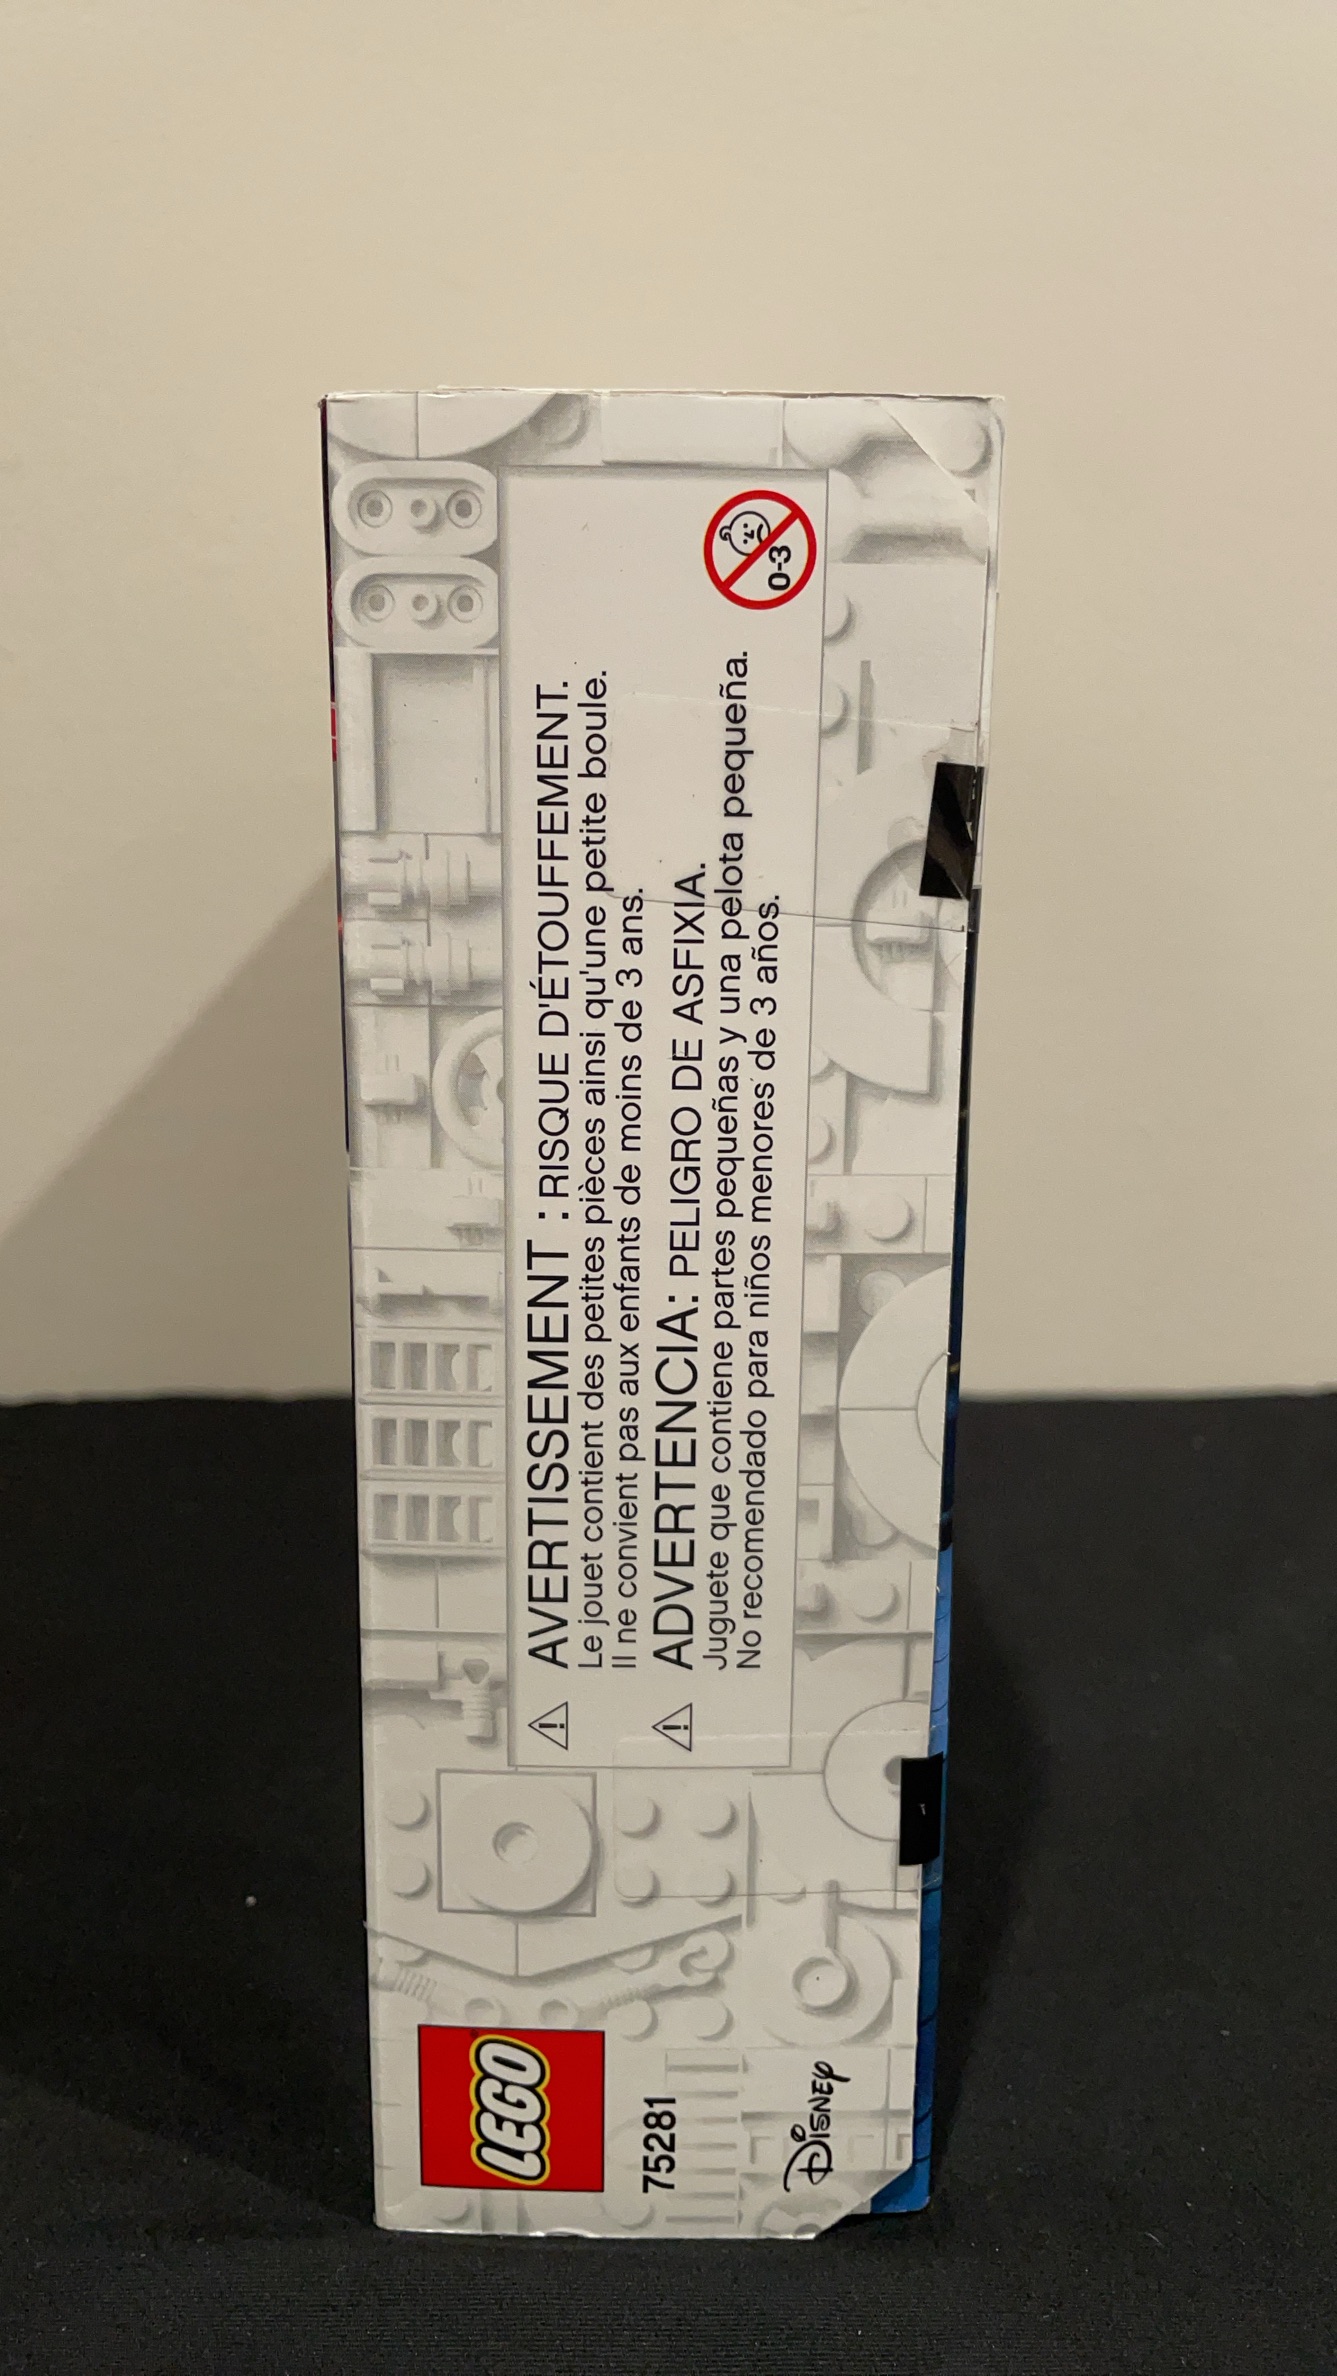 ⚠ AVERTISSEMENT : RISQUE D'ÉTOUFFEMENT.
Le jouet contient des petites pièces ainsi qu'une petite boule.
Il ne convient pas aux enfants de moins de 3 ans.
⚠ ADVERTENCIA: PELIGRO DE ASFIXIA.
Juguete que contiene partes pequeñas y una pelota pequeña.
No recomendado para niños menores de 3 años.
0-3
LEGO
75281
Disney